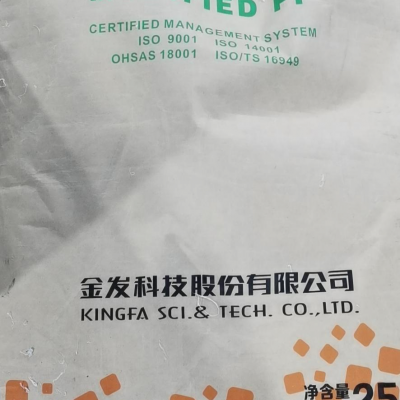 CERTIFIED MANAGEMENT SYSTEM
ISO 9001 ISO 14001
OHSAS 18001 ISO/TS 16949
金发科技股份有限公司
KINGFA SCI.& TECH. CO.,LTD.
净含量 25